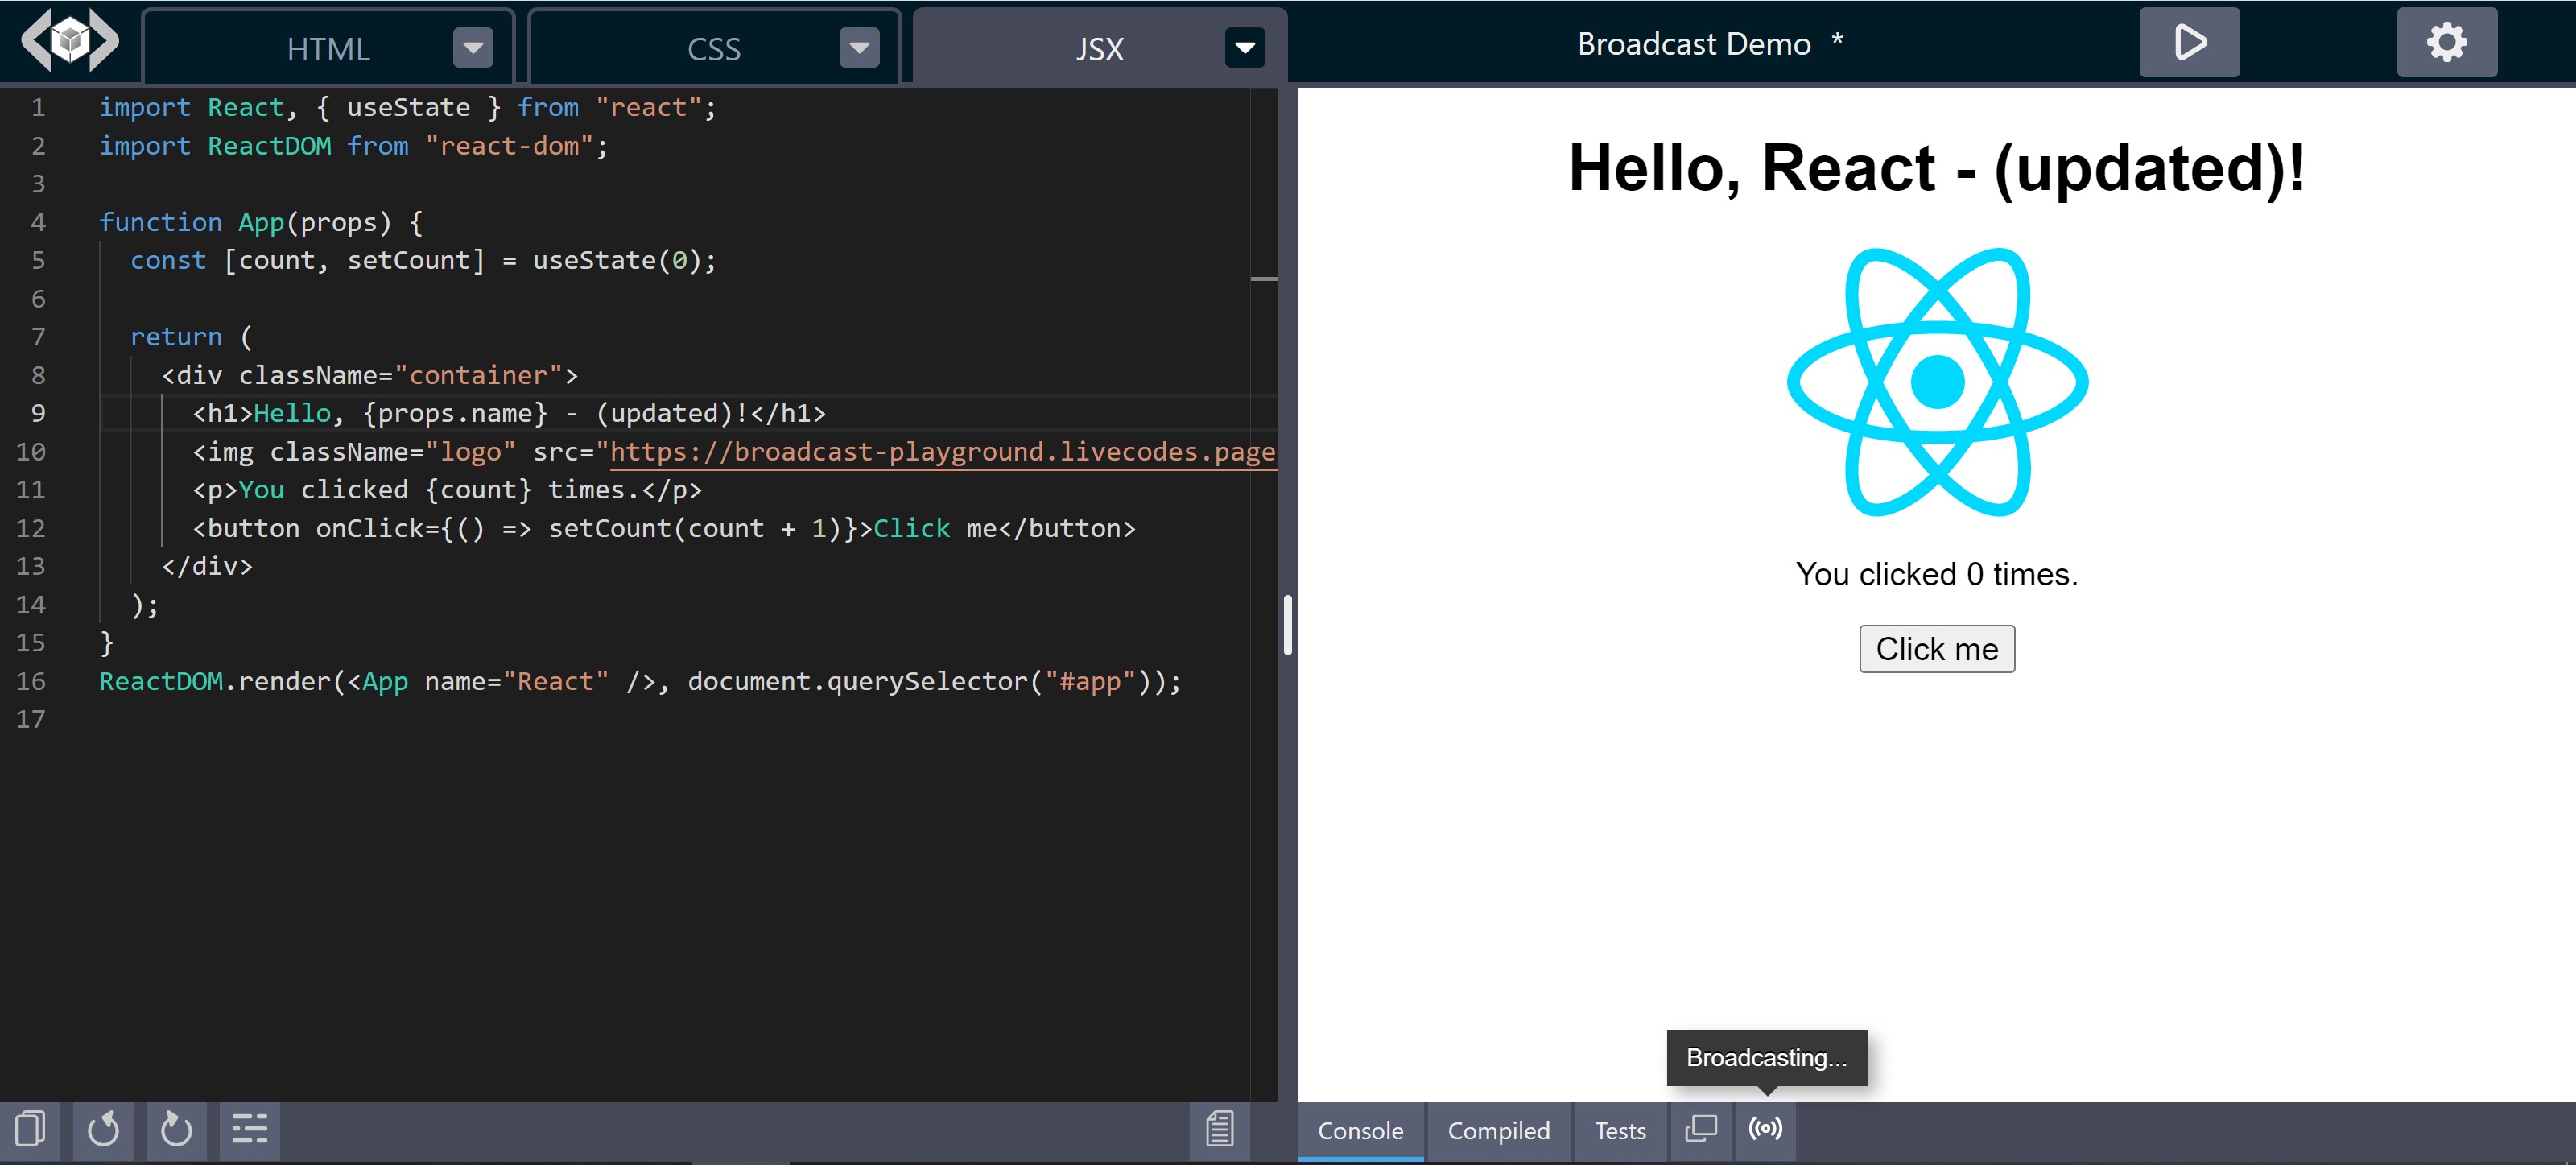 HTML
CSS
JSX
Broadcast Demo *
1 import React, { useState } from "react";
2 import ReactDOM from "react-dom";
3
4 function App(props) {
5 const [count, setCount] = useState(0);
6
7 return (
8 <div className="container">
9 <h1>Hello, {props.name} - (updated)!</h1>
10 <img className="logo" src="https://broadcast-playground.livecodes.page
11 <p>You clicked {count} times.</p>
12 <button onClick={() => setCount(count + 1)}>Click me</button>
13 </div>
14 );
15 }
16 ReactDOM.render(<App name="React" />, document.querySelector("#app"));
17
Hello, React - (updated)!
You clicked 0 times.
Click me
Broadcasting...
Console
Compiled
Tests